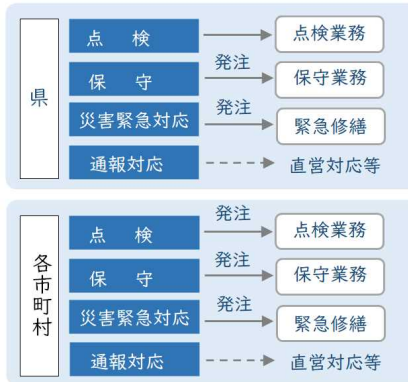 県
点　検
点検業務
発注
保　守
保守業務
発注
災害緊急対応
緊急修繕
通報対応
直営対応等
各市町村
発注
点　検
点検業務
発注
保　守
保守業務
発注
災害緊急対応
緊急修繕
通報対応
直営対応等